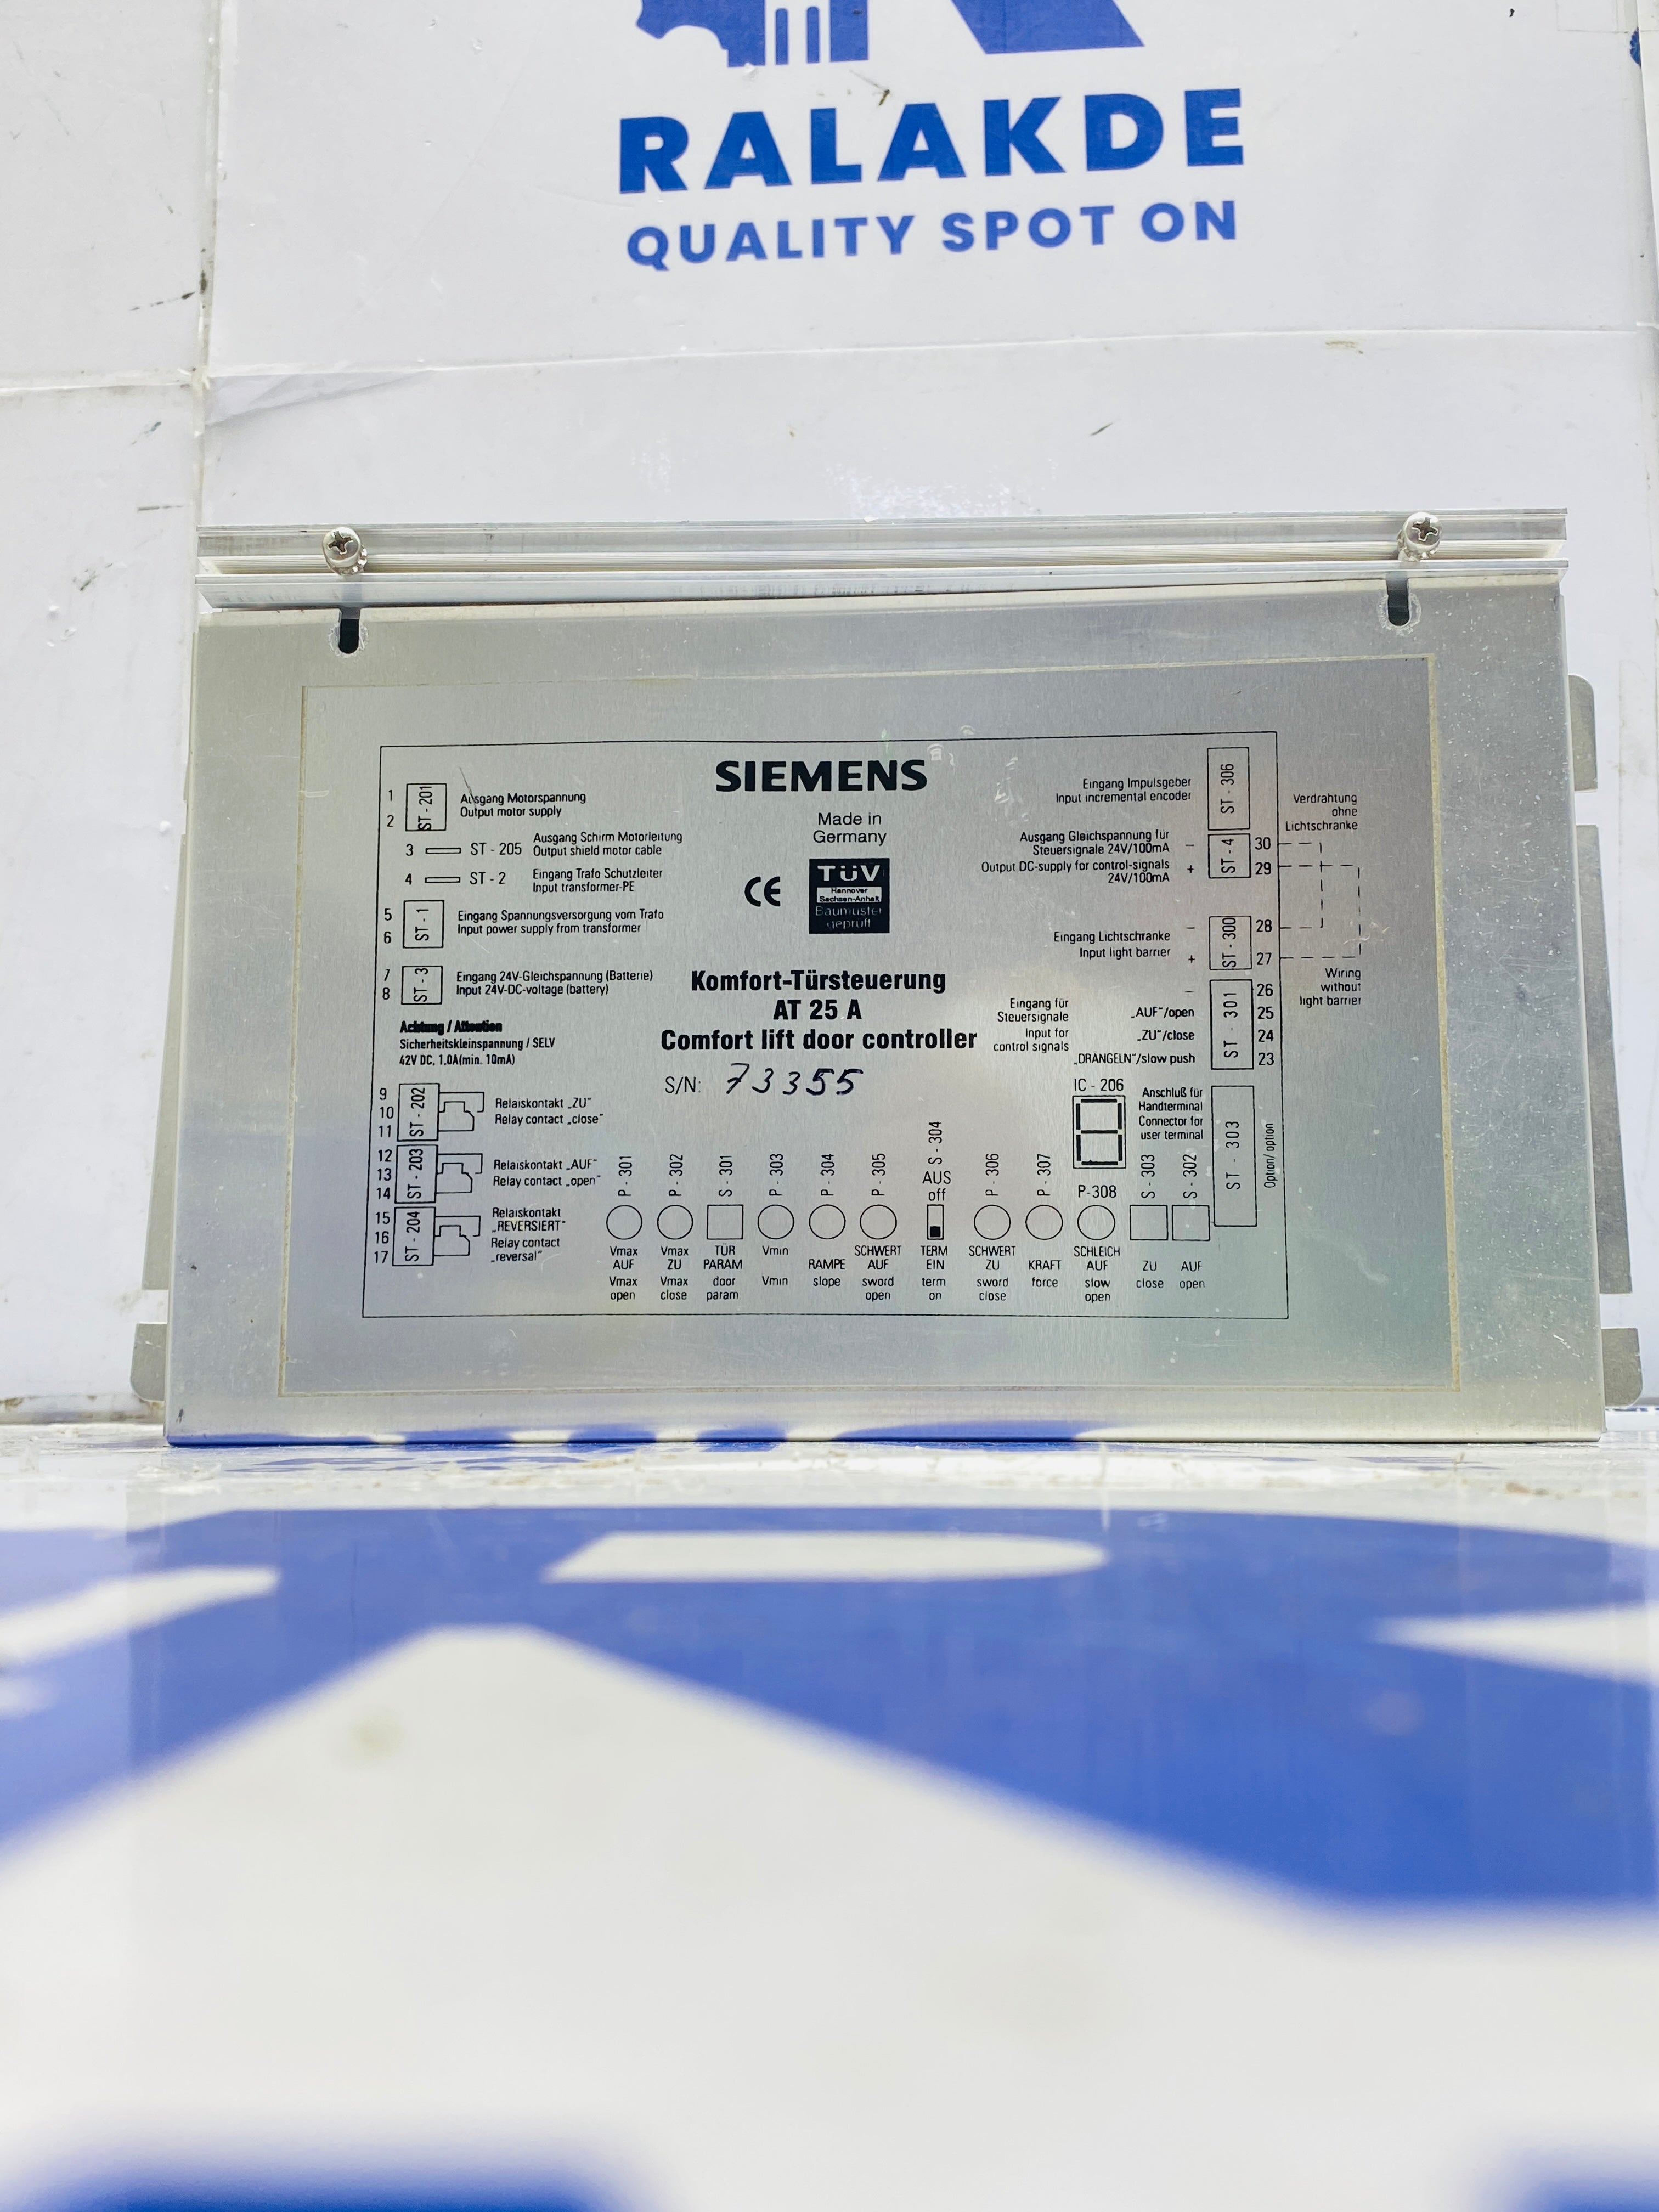 RALAKDE
QUALITY SPOT ON
SIEMENS
Made in
Germany
CE
TÜV
Hannover
Sachsen-Anhalt
Baumuster
geprüft
Komfort-Türsteuerung
AT 25 A
Comfort lift door controller
S/N: 73355
1
2
ST - 201
Ausgang Motorspannung
Output motor supply
3
ST - 205
Ausgang Schirm Motorleitung
Output shield motor cable
4
ST - 2
Eingang Trafo Schutzleiter
Input transformer-PE
5
6
ST - 1
Eingang Spannungsversorgung vom Trafo
Input power supply from transformer
7
8
ST - 3
Eingang 24V-Gleichspannung (Batterie)
Input 24V-DC-voltage (battery)
Achtung / Attention
Sicherheitskleinspannung / SELV
42V DC, 1,0A(min. 10mA)
9
10
11
ST - 202
Relaiskontakt „ZU"
Relay contact „close"
12
13
14
ST - 203
Relaiskontakt „AUF"
Relay contact „open"
15
16
17
ST - 204
Relaiskontakt
„REVERSIERT"
Relay contact
„reversal"
Eingang Impulsgeber
Input incremental encoder
ST - 306
Ausgang Gleichspannung für
Steuersignale 24V/100mA
Output DC-supply for control-signals
24V/100mA
−
+
ST - 4
30
29
Verdrahtung
ohne
Lichtschranke
Eingang Lichtschranke
Input light barrier
−
+
ST - 300
28
27
Wiring
without
light barrier
Eingang für
Steuersignale
Input for
control signals
−
„AUF"/open
„ZU"/close
„DRÄNGELN"/slow push
ST - 301
26
25
24
23
IC - 206
Anschluß für
Handterminal
Connector for
user terminal
ST - 303
Option/ option
P - 301
P - 302
S - 301
P - 303
P - 304
P - 305
S - 304
AUS
off
P - 306
P - 307
P-308
S - 303
S - 302
Vmax
AUF
Vmax
open
Vmax
ZU
Vmax
close
TÜR
PARAM
door
param
Vmin
Vmin
RAMPE
slope
SCHWERT
AUF
sword
open
TERM
EIN
term
on
SCHWERT
ZU
sword
close
KRAFT
force
SCHLEICH
AUF
slow
open
ZU
close
AUF
open